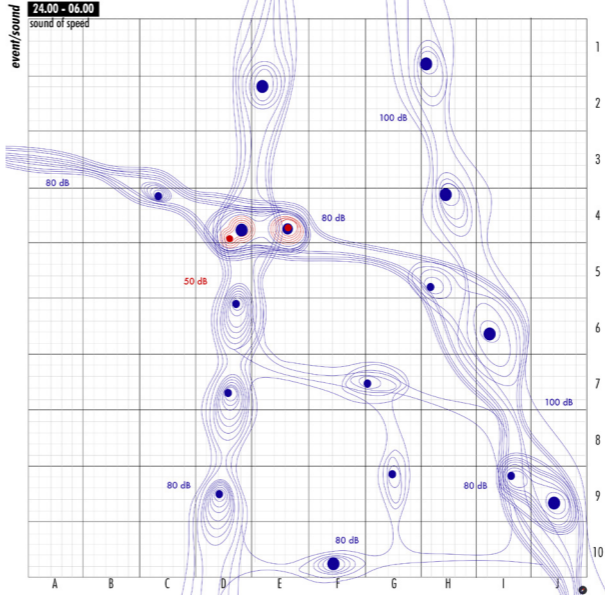 event/sound
24.00 - 06.00
sound of speed
1
100 dB
2
3
80 dB
4
80 dB
5
50 dB
6
7
100 dB
8
80 dB
80 dB
9
80 dB
10
A B C D E F G H I J